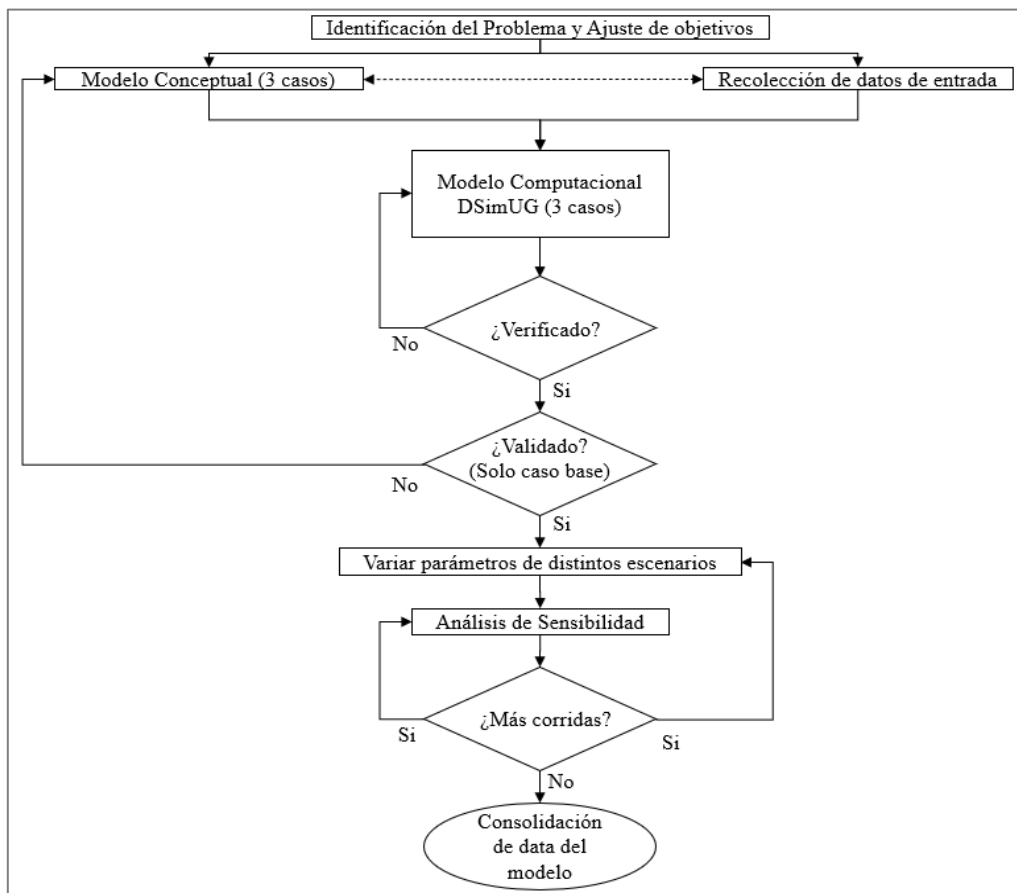 Identificación del Problema y Ajuste de objetivos
Modelo Conceptual (3 casos)
Recolección de datos de entrada
Modelo Computacional
DSimUG (3 casos)
¿Verificado?
No
Si
¿Validado?
(Solo caso base)
No
Si
Variar parámetros de distintos escenarios
Análisis de Sensibilidad
¿Más corridas?
Si
Si
No
Consolidación
de data del
modelo